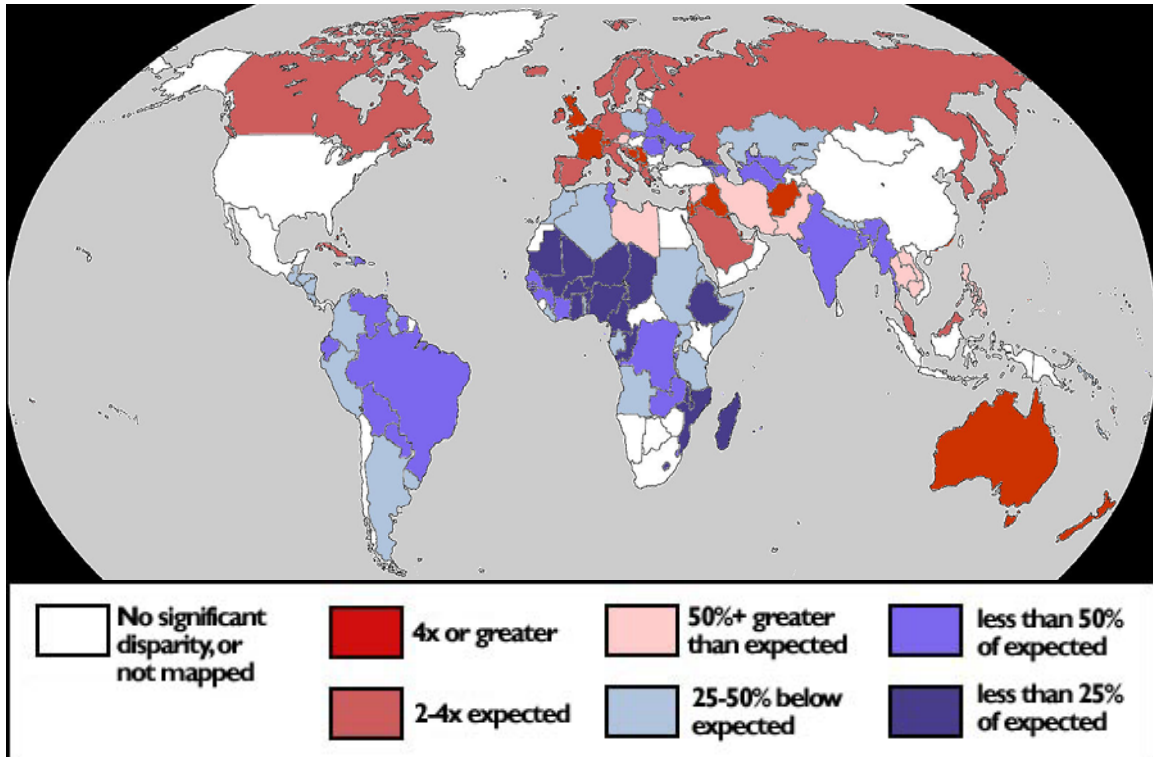 No significant
disparity, or
not mapped
4x or greater
2-4x expected
50%+ greater
than expected
25-50% below
expected
less than 50%
of expected
less than 25%
of expected